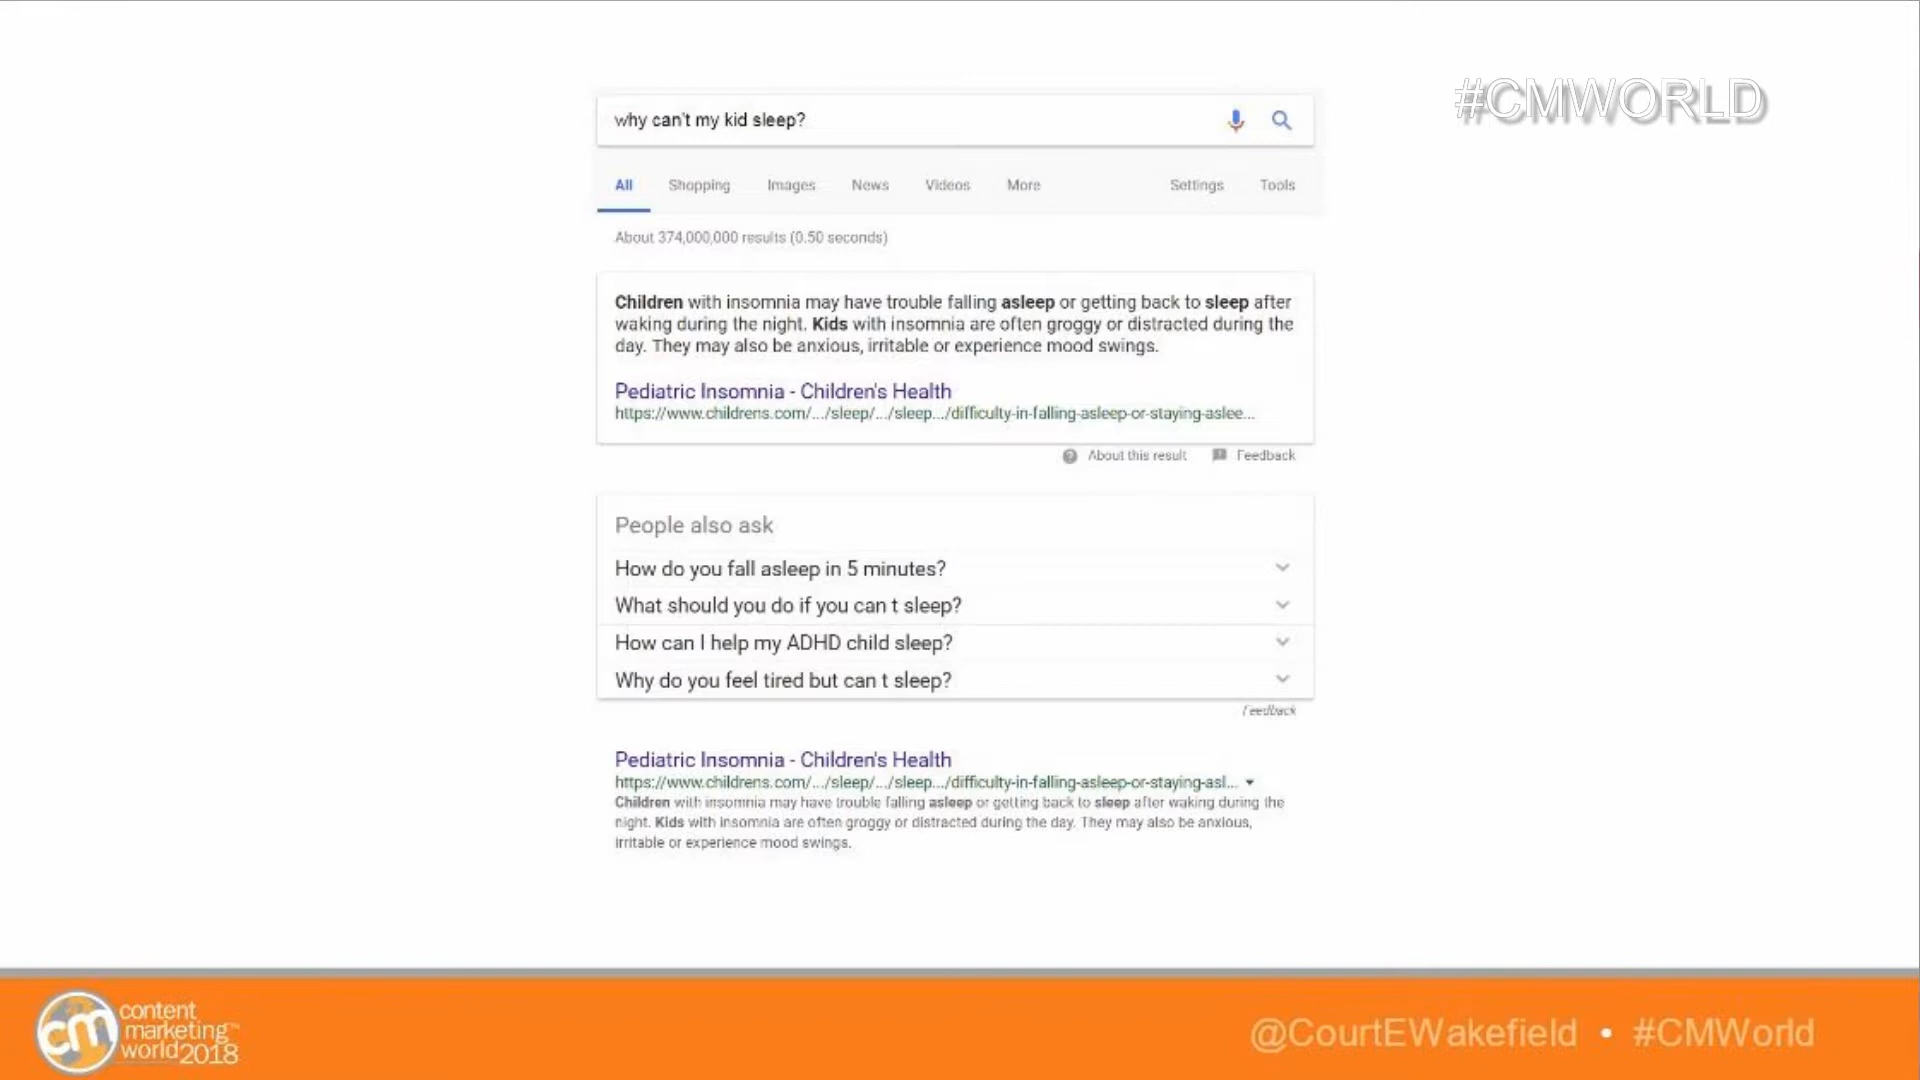 #CMWORLD
why can't my kid sleep?
All Shopping Images News Videos More Settings Tools
About 374,000,000 results (0.50 seconds)
Children with insomnia may have trouble falling asleep or getting back to sleep after
waking during the night. Kids with insomnia are often groggy or distracted during the
day. They may also be anxious, irritable or experience mood swings.
Pediatric Insomnia - Children's Health
https://www.childrens.com/.../sleep/.../sleep.../difficulty-in-falling-asleep-or-staying-aslee...
About this result Feedback
People also ask
How do you fall asleep in 5 minutes?
What should you do if you can t sleep?
How can I help my ADHD child sleep?
Why do you feel tired but can t sleep?
Feedback
Pediatric Insomnia - Children's Health
https://www.childrens.com/.../sleep/.../sleep.../difficulty-in-falling-asleep-or-staying-asl...
Children with insomnia may have trouble falling asleep or getting back to sleep after waking during the
night. Kids with insomnia are often groggy or distracted during the day. They may also be anxious,
irritable or experience mood swings.
cm
content
marketing™
world2018
@CourtEWakefield • #CMWorld